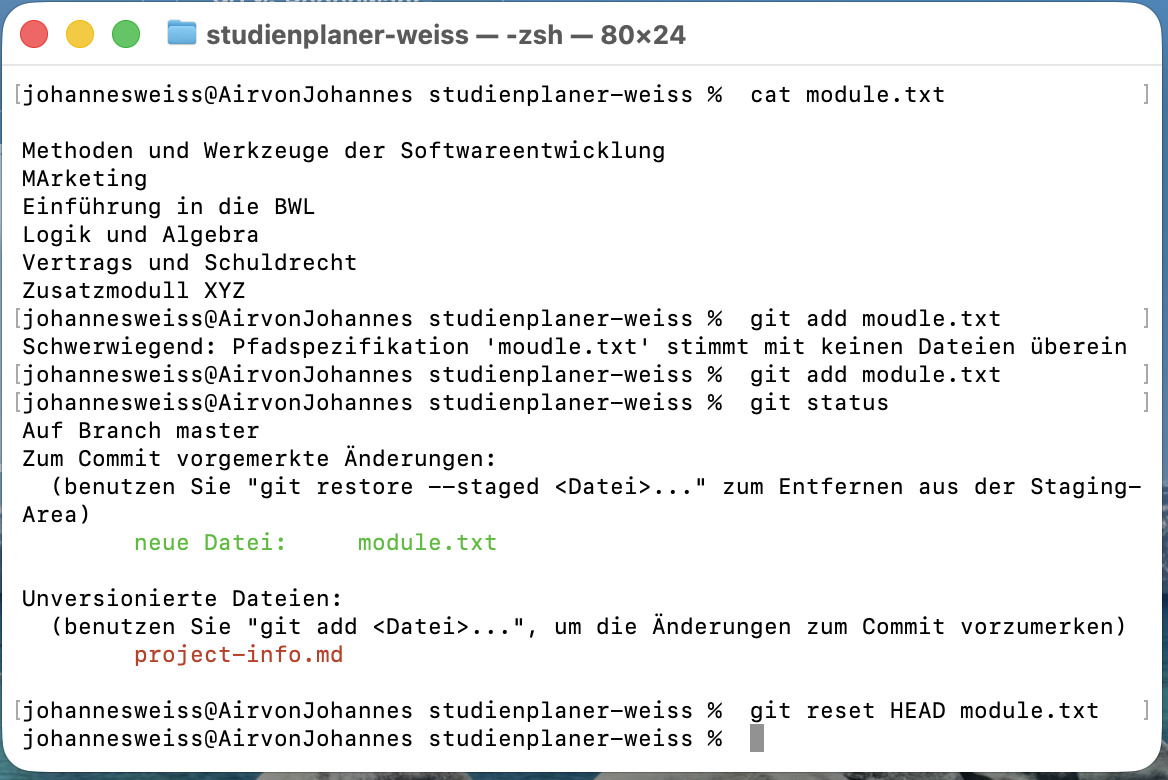 studienplaner-weiss — -zsh — 80×24
[johannesweiss@AirvonJohannes studienplaner-weiss %  cat module.txt ]
Methoden und Werkzeuge der Softwareentwicklung
MArketing
Einführung in die BWL
Logik und Algebra
Vertrags und Schuldrecht
Zusatzmodull XYZ
[johannesweiss@AirvonJohannes studienplaner-weiss %  git add moudle.txt ]
Schwerwiegend: Pfadspezifikation 'moudle.txt' stimmt mit keinen Dateien überein
[johannesweiss@AirvonJohannes studienplaner-weiss %  git add module.txt ]
[johannesweiss@AirvonJohannes studienplaner-weiss %  git status ]
Auf Branch master
Zum Commit vorgemerkte Änderungen:
  (benutzen Sie "git restore --staged <Datei>..." zum Entfernen aus der Staging-
Area)
        neue Datei:     module.txt
Unversionierte Dateien:
  (benutzen Sie "git add <Datei>...", um die Änderungen zum Commit vorzumerken)
        project-info.md
[johannesweiss@AirvonJohannes studienplaner-weiss %  git reset HEAD module.txt ]
johannesweiss@AirvonJohannes studienplaner-weiss %